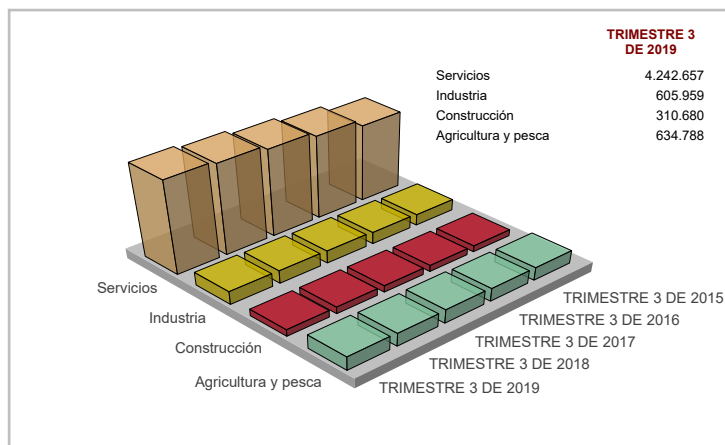 TRIMESTRE 3
DE 2019
Servicios 4.242.657
Industria 605.959
Construcción 310.680
Agricultura y pesca 634.788
Servicios
Industria
Construcción
Agricultura y pesca
TRIMESTRE 3 DE 2015
TRIMESTRE 3 DE 2016
TRIMESTRE 3 DE 2017
TRIMESTRE 3 DE 2018
TRIMESTRE 3 DE 2019